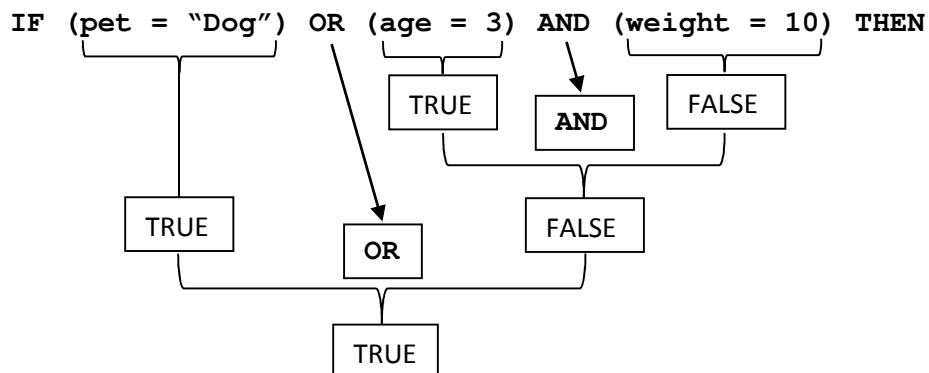 IF (pet = “Dog”) OR (age = 3) AND (weight = 10) THEN
TRUE
AND
FALSE
TRUE
OR
FALSE
TRUE